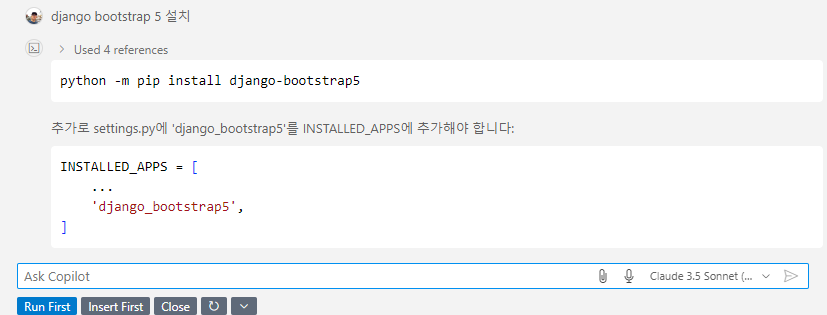 django bootstrap 5 설치
Used 4 references
python -m pip install django-bootstrap5
추가로 settings.py에 'django_bootstrap5'를 INSTALLED_APPS에 추가해야 합니다:
INSTALLED_APPS = [
...
'django_bootstrap5',
]
Ask Copilot
Claude 3.5 Sonnet (...
Run First Insert First Close